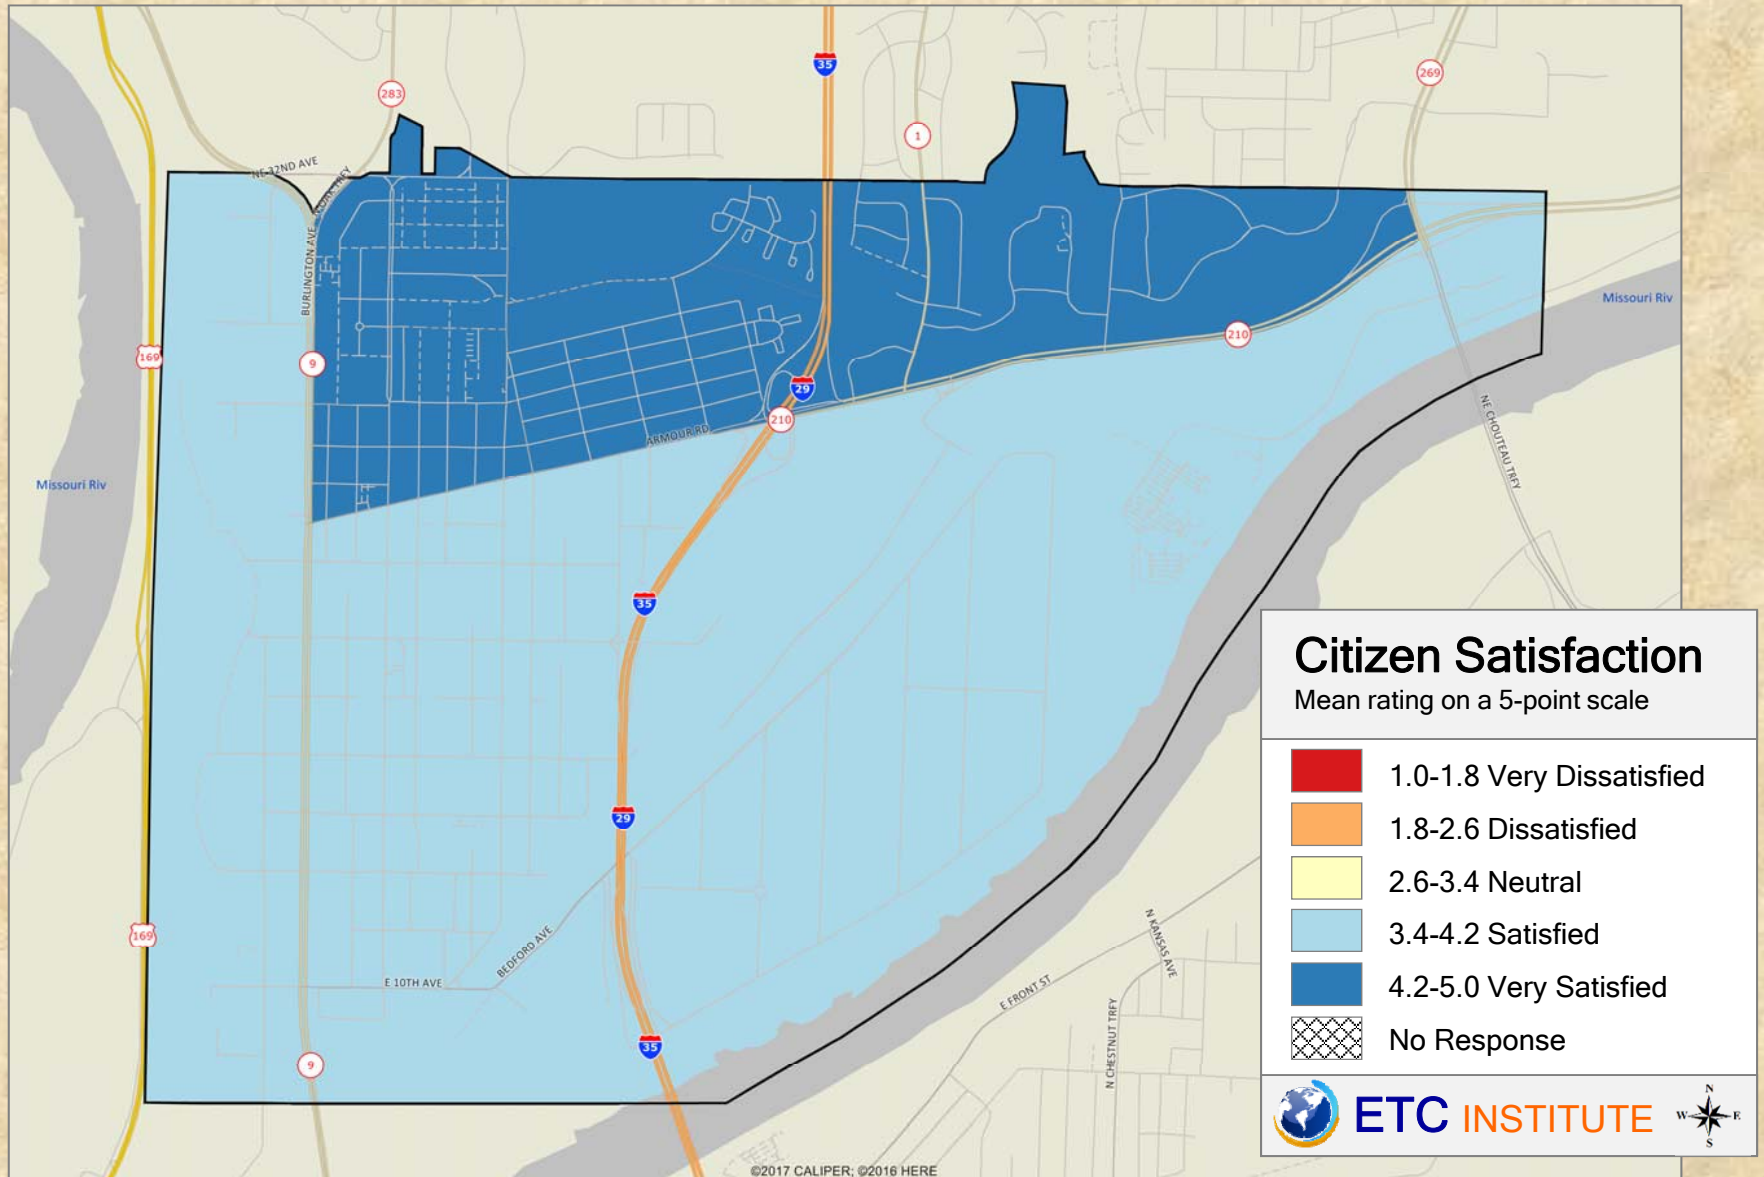 35
269
283
1
NE 32ND AVE
N OAK TRFY
BURLINGTON AVE
Missouri Riv
210
169
9
29
210
NE CHOUTEAU TRFY
ARMOUR RD
Missouri Riv
35
Citizen Satisfaction
Mean rating on a 5-point scale
1.0-1.8 Very Dissatisfied
1.8-2.6 Dissatisfied
2.6-3.4 Neutral
3.4-4.2 Satisfied
4.2-5.0 Very Satisfied
No Response
29
169
BEDFORD AVE
E 10TH AVE
N KANSAS AVE
E FRONT ST
N CHESTNUT TRFY
35
9
ETC INSTITUTE
N
W E
S
©2017 CALIPER; ©2016 HERE